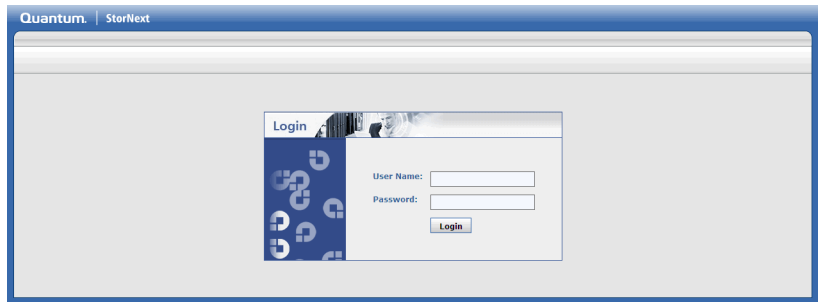 Quantum. | StorNext
Login
User Name:
Password:
Login